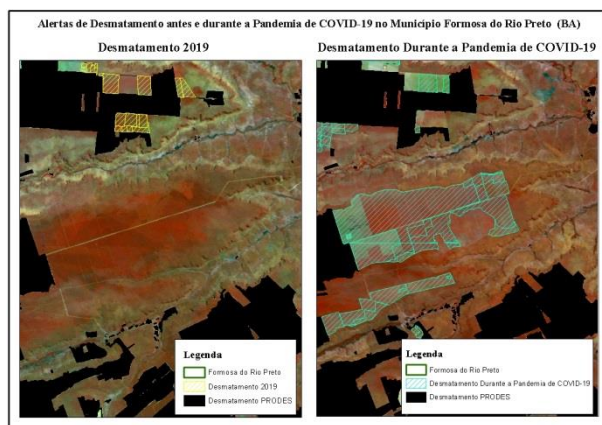 Alertas de Desmatamento antes e durante a Pandemia de COVID-19 no Município Formosa do Rio Preto (BA)
Desmatamento 2019
Desmatamento Durante a Pandemia de COVID-19
Legenda
Formosa do Rio Preto
Desmatamento 2019
Desmatamento PRODES
Legenda
Formosa do Rio Preto
Desmatamento Durante a Pandemia de COVID-19
Desmatamento PRODES